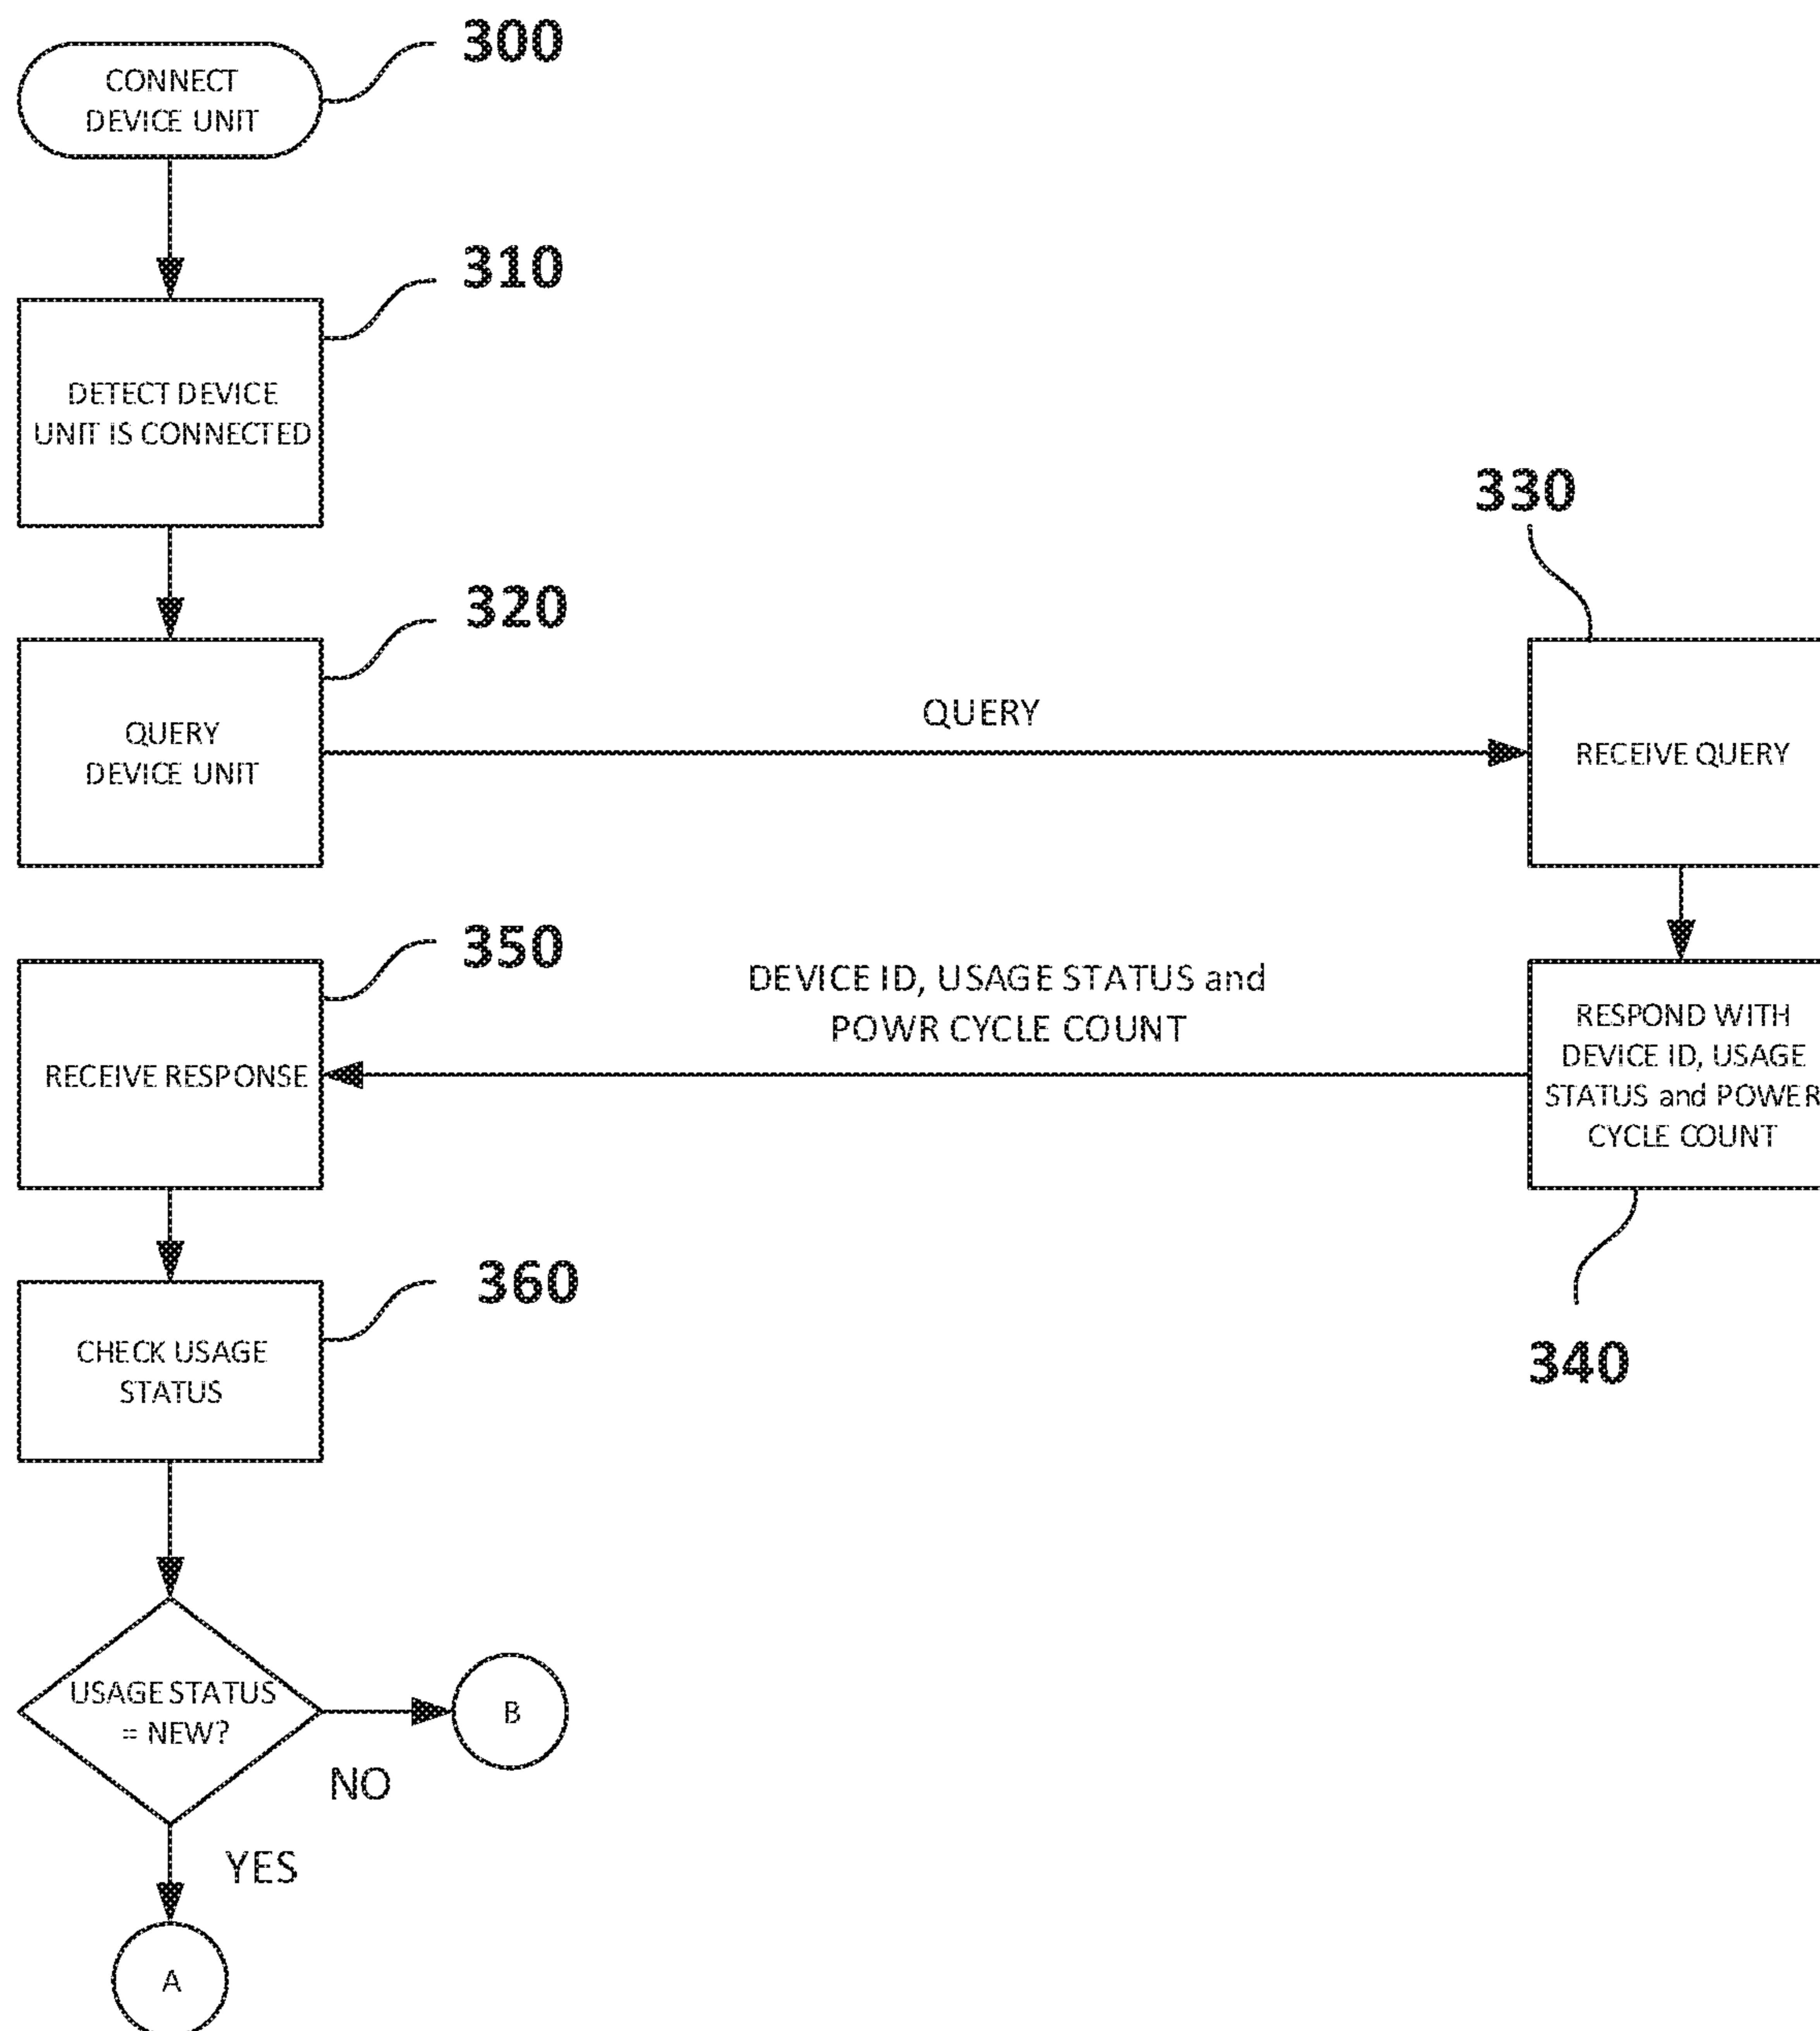 300
CONNECT
DEVICE UNIT
310
DETECT DEVICE
UNIT IS CONNECTED
320
QUERY
DEVICE UNIT
QUERY
330
RECEIVE QUERY
350
RECEIVE RESPONSE
DEVICE ID, USAGE STATUS and
POWR CYCLE COUNT
RESPOND WITH
DEVICE ID, USAGE
STATUS and POWER
CYCLE COUNT
340
360
CHECK USAGE
STATUS
USAGE STATUS
= NEW?
NO
B
YES
A